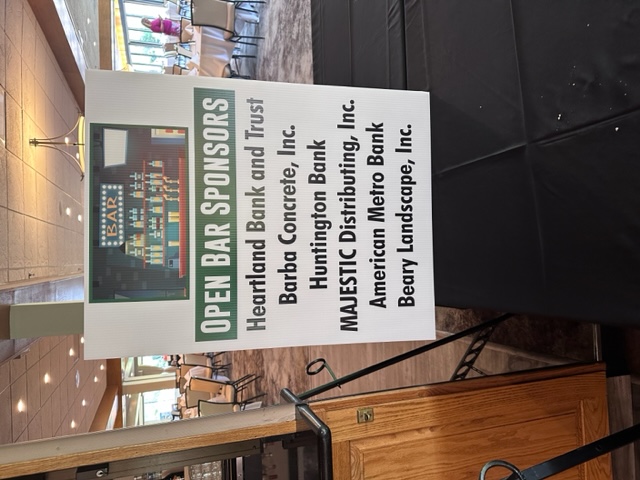 BAR
OPEN BAR SPONSORS
Heartland Bank and Trust
Barba Concrete, Inc.
Huntington Bank
MAJESTIC Distributing, Inc.
American Metro Bank
Beary Landscape, Inc.